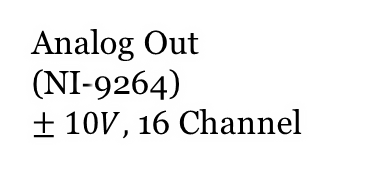 Analog Out
(NI-9264)
± 10V, 16 Channel